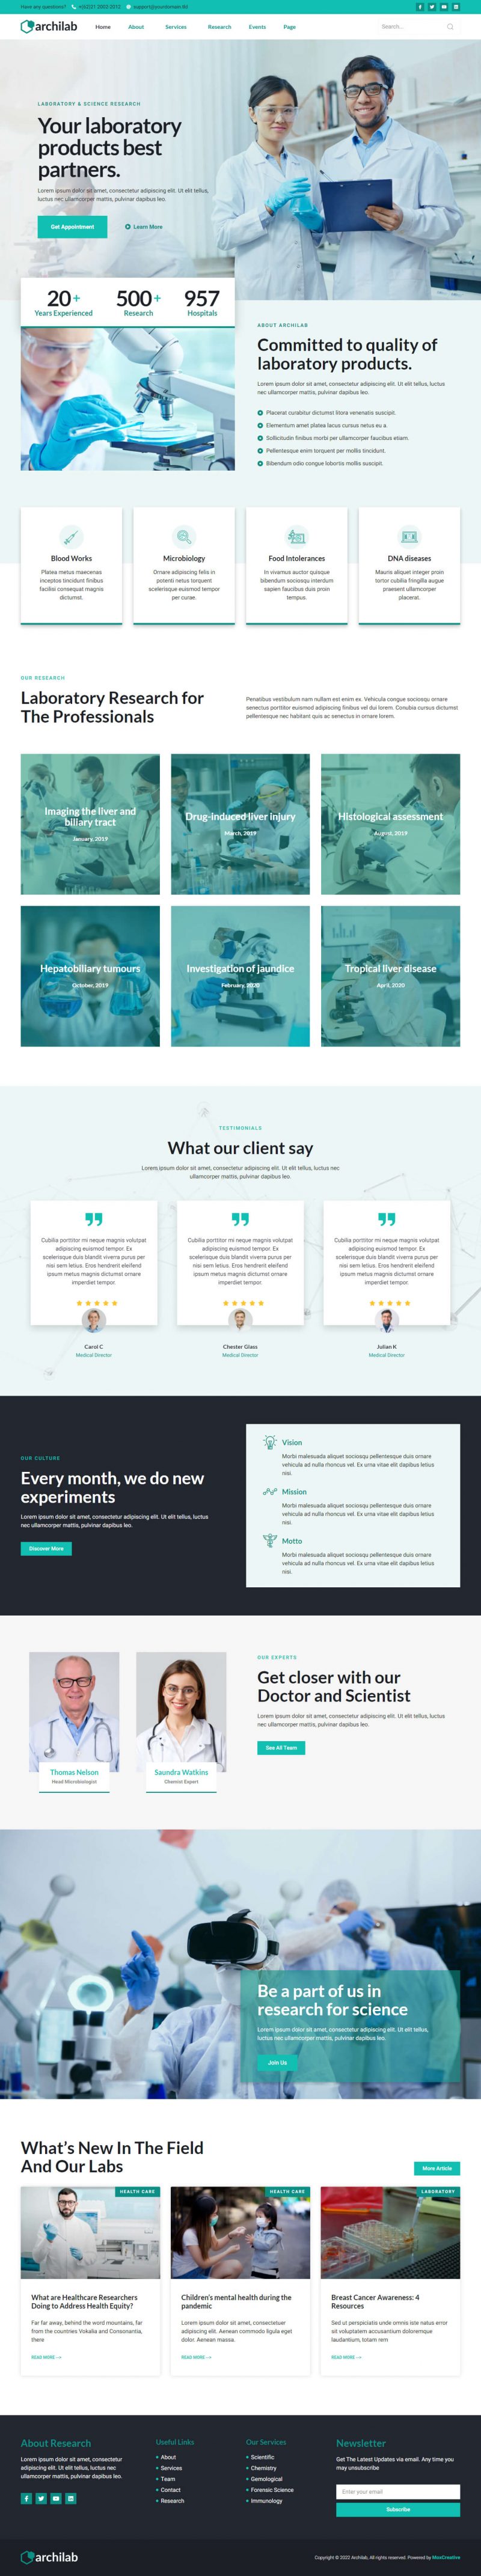 Have any questions? +(62)21 2002-2012 support@yourdomain.tld
archilab Home About Services Research Events Page Search...
LABORATORY & SCIENCE RESEARCH
Your laboratory
products best
partners.
Lorem ipsum dolor sit amet, consectetur adipiscing elit. Ut elit tellus,
luctus nec ullamcorper mattis, pulvinar dapibus leo.
Get Appointment Learn More
20+ 500+ 957
Years Experienced Research Hospitals
ABOUT ARCHILAB
Committed to quality of
laboratory products.
Lorem ipsum dolor sit amet, consectetur adipiscing elit. Ut elit tellus, luctus
nec ullamcorper mattis, pulvinar dapibus leo.
Placerat curabitur dictumst litora venenatis suscipit.
Elementum amet platea lacus cursus netus eu a.
Sollicitudin finibus morbi per ullamcorper faucibus etiam.
Pellentesque enim torquent per mollis tincidunt.
Bibendum odio congue lobortis mollis suscipit.
Blood Works
Platea metus maecenas
inceptos tincidunt finibus
facilisi consequat magnis
dictumst.
Microbiology
Ornare adipiscing felis in
potenti netus torquent
scelerisque euismod tempor
per curae.
Food Intolerances
In vivamus auctor quisque
bibendum sociosqu interdum
sapien faucibus duis proin
tempus.
DNA diseases
Mauris aliquet integer proin
tortor cubilia fringilla augue
praesent ullamcorper
placerat.
OUR RESEARCH
Laboratory Research for
The Professionals
Penatibus vestibulum nam nullam est enim ex. Vehicula congue sociosqu ornare
senectus porttitor euismod adipiscing finibus vel dui lorem. Conubia cursus dictumst
pellentesque nec habitant quis ac senectus in ornare lorem.
Imaging the liver and
biliary tract
January, 2019
Drug-induced liver injury
March, 2019
Histological assessment
August, 2019
Hepatobiliary tumours
October, 2019
Investigation of jaundice
February, 2020
Tropical liver disease
April, 2020
TESTIMONIALS
What our client say
Lorem ipsum dolor sit amet, consectetur adipiscing elit. Ut elit tellus, luctus nec
ullamcorper mattis, pulvinar dapibus leo.
Cubilia porttitor mi neque magnis volutpat
adipiscing euismod tempor. Ex
scelerisque duis blandit viverra purus per
nisi sem letius. Eros hendrerit eleifend
ipsum metus magnis dictumst ornare
imperdiet tempor.
Carol C
Medical Director
Cubilia porttitor mi neque magnis volutpat
adipiscing euismod tempor. Ex
scelerisque duis blandit viverra purus per
nisi sem letius. Eros hendrerit eleifend
ipsum metus magnis dictumst ornare
imperdiet tempor.
Chester Glass
Medical Director
Cubilia porttitor mi neque magnis volutpat
adipiscing euismod tempor. Ex
scelerisque duis blandit viverra purus per
nisi sem letius. Eros hendrerit eleifend
ipsum metus magnis dictumst ornare
imperdiet tempor.
Julian K
Medical Director
OUR CULTURE
Every month, we do new
experiments
Lorem ipsum dolor sit amet, consectetur adipiscing elit. Ut elit tellus, luctus
nec ullamcorper mattis, pulvinar dapibus leo.
Discover More
Vision
Morbi malesuada aliquet sociosqu pellentesque duis ornare
vehicula ad nulla rhoncus vel. Ex urna vitae elit dapibus letius
nisi.
Mission
Morbi malesuada aliquet sociosqu pellentesque duis ornare
vehicula ad nulla rhoncus vel. Ex urna vitae elit dapibus letius
nisi.
Motto
Morbi malesuada aliquet sociosqu pellentesque duis ornare
vehicula ad nulla rhoncus vel. Ex urna vitae elit dapibus letius
nisi.
Thomas Nelson
Head Microbiologist
Saundra Watkins
Chemist Expert
OUR EXPERTS
Get closer with our
Doctor and Scientist
Lorem ipsum dolor sit amet, consectetur adipiscing elit. Ut elit tellus, luctus
nec ullamcorper mattis, pulvinar dapibus leo.
See All Team
Be a part of us in
research for science
Lorem ipsum dolor sit amet, consectetur adipiscing elit. Ut elit tellus,
luctus nec ullamcorper mattis, pulvinar dapibus leo.
Join Us
What's New In The Field
And Our Labs
More Article
HEALTH CARE
What are Healthcare Researchers
Doing to Address Health Equity?
Far far away, behind the word mountains, far
from the countries Vokalia and Consonantia,
there
READ MORE
HEALTH CARE
Children's mental health during the
pandemic
Lorem ipsum dolor sit amet, consectetuer
adipiscing elit. Aenean commodo ligula eget
dolor. Aenean massa.
READ MORE
LABORATORY
Breast Cancer Awareness: 4
Resources
Sed ut perspiciatis unde omnis iste natus error
sit voluptatem accusantium doloremque
laudantium, totam rem
READ MORE
About Research
Lorem ipsum dolor sit amet, consectetur
adipiscing elit. Ut elit tellus, luctus nec
ullamcorper mattis, pulvinar dapibus leo.
Useful Links
About
Services
Team
Contact
Research
Our Services
Scientific
Chemistry
Gemological
Forensic Science
Immunology
Newsletter
Get The Latest Updates via email. Any time you
may unsubscribe
Enter your email
Subscribe
archilab
Copyright © 2022 Archilab, All rights reserved. Powered by MaxCreative